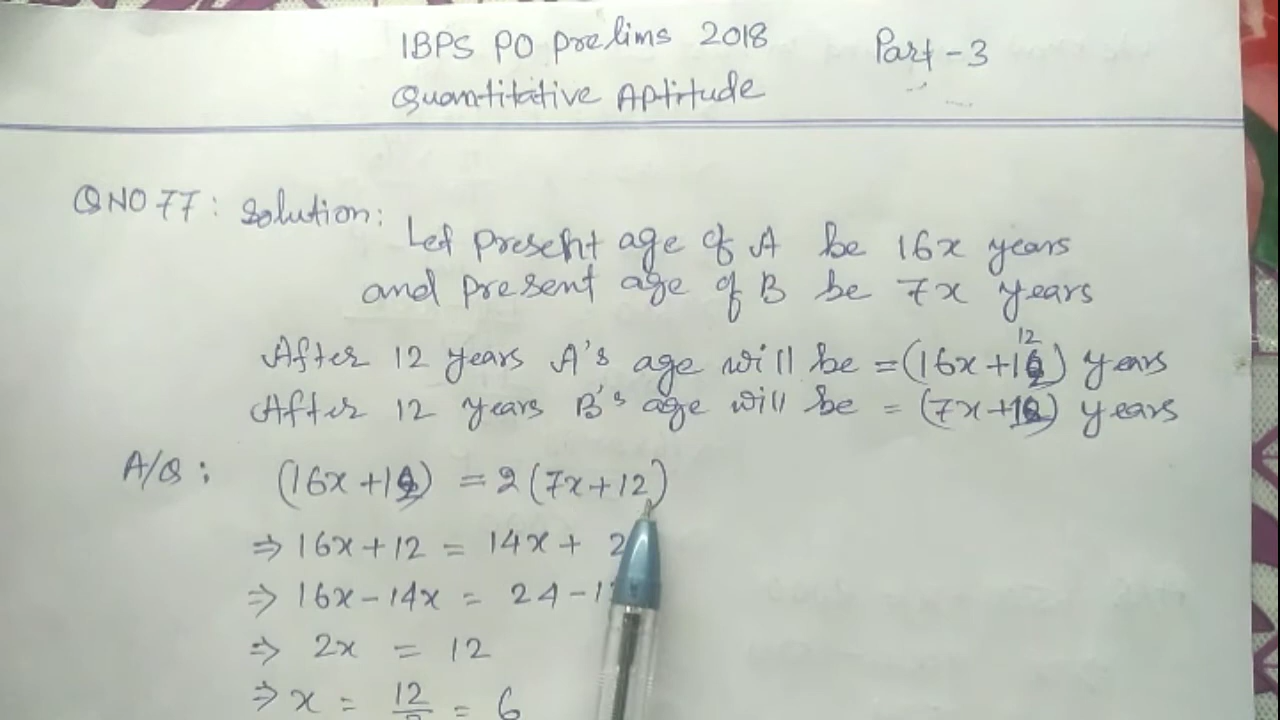 IBPS PO prelims 2018 Part-3
Quantitative Aptitude
QNO 77: Solution:
Let present age of A be 16x years
and present age of B be 7x years
12
After 12 years A's age will be = (16x+12) years
After 12 years B's age will be = (7x+12) years
A/Q: (16x+12) = 2(7x+12)
⇒ 16x+12 = 14x+ 2
⇒ 16x-14x = 24-1
⇒ 2x = 12
⇒ x = 12/2 = 6